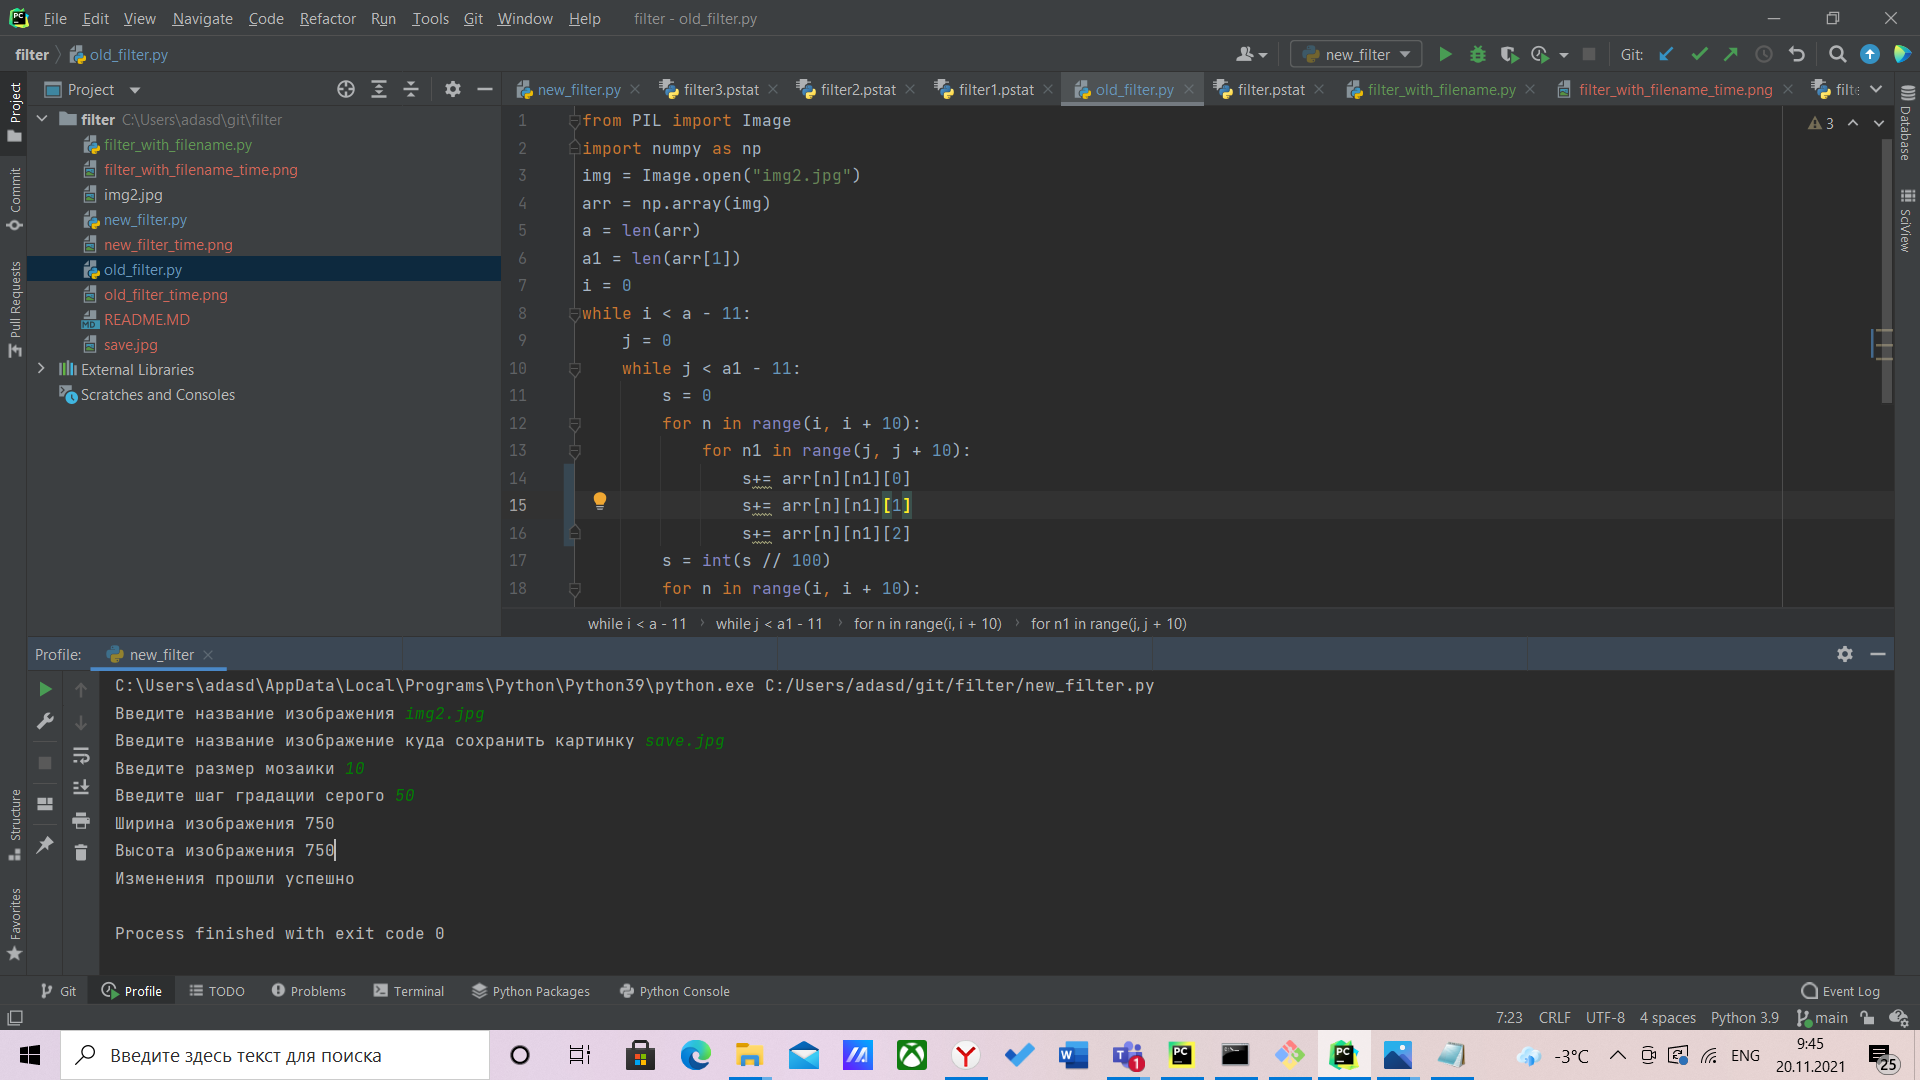 File Edit View Navigate Code Refactor Run Tools Git Window Help filter - old_filter.py
filter old_filter.py new_filter Git:
Project new_filter.py filter3.pstat filter2.pstat filter1.pstat old_filter.py filter.pstat filter_with_filename.py filter_with_filename_time.png
filter C:\Users\adasd\git\filter
filter_with_filename.py
filter_with_filename_time.png
img2.jpg
new_filter.py
new_filter_time.png
old_filter.py
old_filter_time.png
README.MD
save.jpg
External Libraries
Scratches and Consoles
Project
Commit
Pull Requests
Structure
Favorites
Database
SciView
3
1 from PIL import Image
2 import numpy as np
3 img = Image.open("img2.jpg")
4 arr = np.array(img)
5 a = len(arr)
6 a1 = len(arr[1])
7 i = 0
8 while i < a - 11:
9 j = 0
10 while j < a1 - 11:
11 s = 0
12 for n in range(i, i + 10):
13 for n1 in range(j, j + 10):
14 s+= arr[n][n1][0]
15 s+= arr[n][n1][1]
16 s+= arr[n][n1][2]
17 s = int(s // 100)
18 for n in range(i, i + 10):
while i < a - 11 while j < a1 - 11 for n in range(i, i + 10) for n1 in range(j, j + 10)
Profile: new_filter
C:\Users\adasd\AppData\Local\Programs\Python\Python39\python.exe C:/Users/adasd/git/filter/new_filter.py
Введите название изображения img2.jpg
Введите название изображение куда сохранить картинку save.jpg
Введите размер мозаики 10
Введите шаг градации серого 50
Ширина изображения 750
Высота изображения 750
Изменения прошли успешно
Process finished with exit code 0
Git Profile TODO Problems Terminal Python Packages Python Console Event Log
7:23 CRLF UTF-8 4 spaces Python 3.9 main
Введите здесь текст для поиска
-3°C ENG
9:45
20.11.2021
25